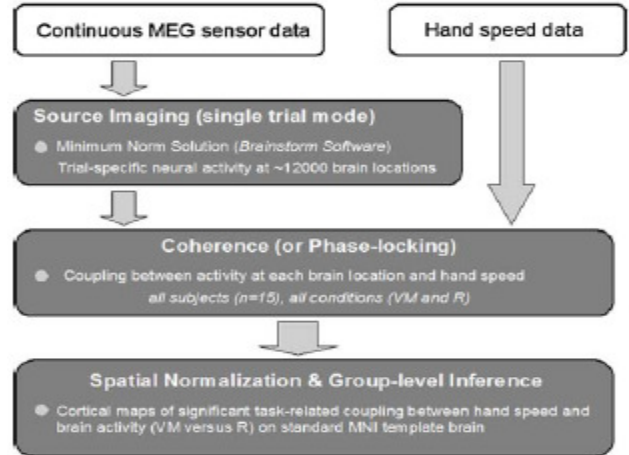 Continuous MEG sensor data
Hand speed data
Source Imaging (single trial mode)
Minimum Norm Solution (Brainstorm Software)
Trial-specific neural activity at ~12000 brain locations
Coherence (or Phase-locking)
Coupling between activity at each brain location and hand speed
all subjects (n=15), all conditions (VM and R)
Spatial Normalization & Group-level Inference
Cortical maps of significant task-related coupling between hand speed and
brain activity (VM versus R) on standard MNI template brain